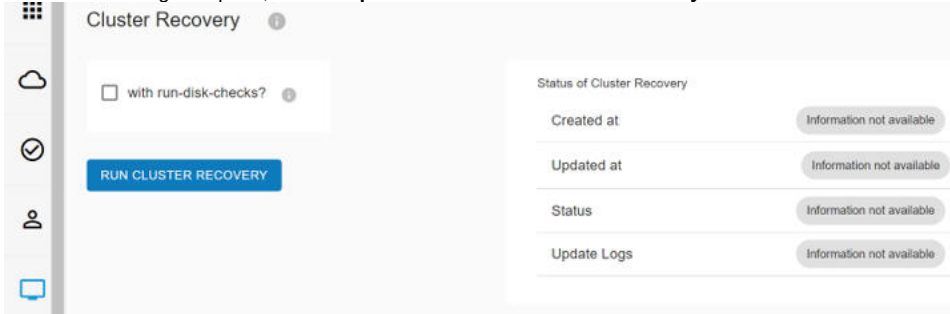 Cluster Recovery
with run-disk-checks?
RUN CLUSTER RECOVERY
Status of Cluster Recovery
Created at Information not available
Updated at Information not available
Status Information not available
Update Logs Information not available